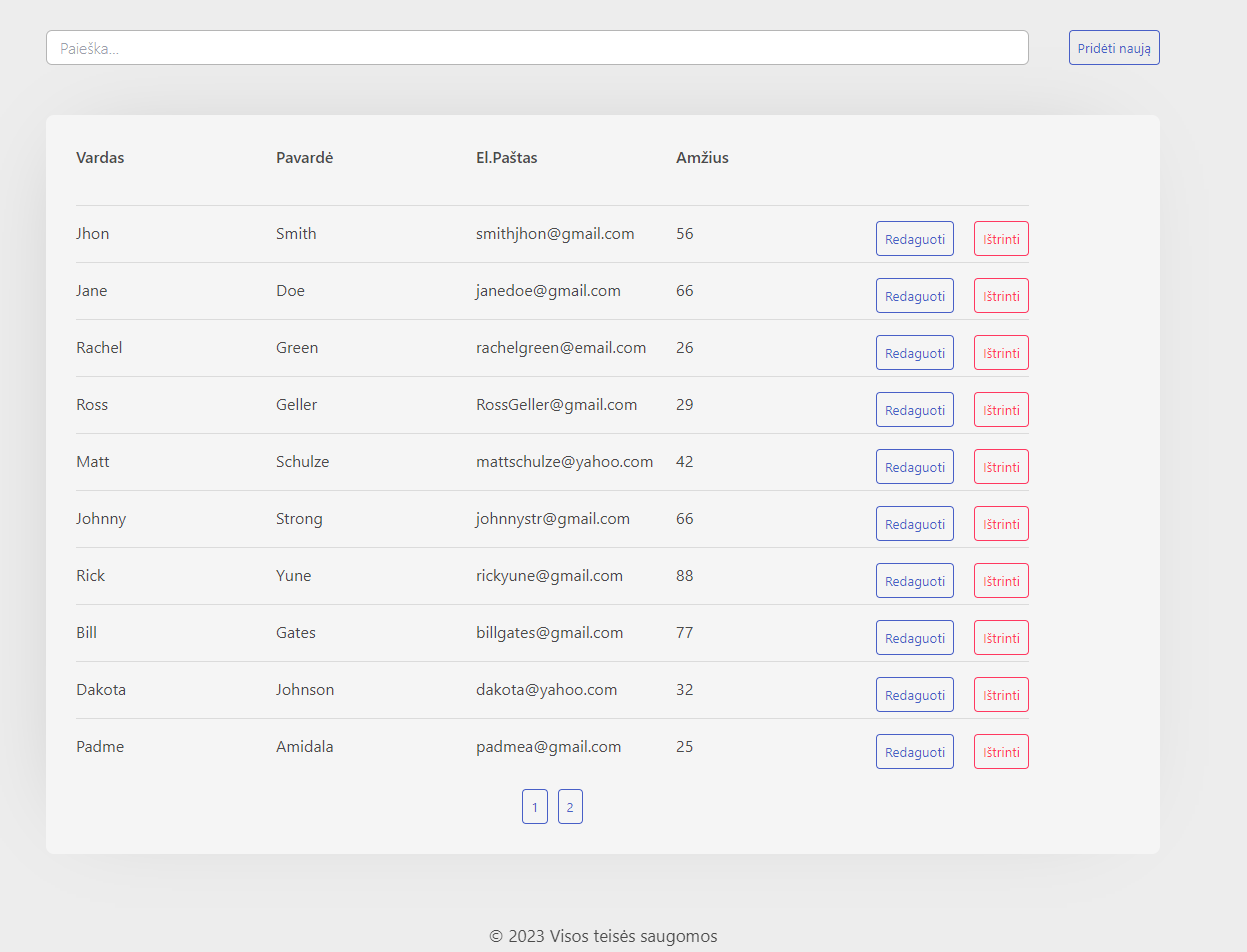 Paieška...
Pridėti naują
Vardas Pavardė El.Paštas Amžius
Jhon Smith smithjhon@gmail.com 56 Redaguoti Ištrinti
Jane Doe janedoe@gmail.com 66 Redaguoti Ištrinti
Rachel Green rachelgreen@email.com 26 Redaguoti Ištrinti
Ross Geller RossGeller@gmail.com 29 Redaguoti Ištrinti
Matt Schulze mattschulze@yahoo.com 42 Redaguoti Ištrinti
Johnny Strong johnnystr@gmail.com 66 Redaguoti Ištrinti
Rick Yune rickyune@gmail.com 88 Redaguoti Ištrinti
Bill Gates billgates@gmail.com 77 Redaguoti Ištrinti
Dakota Johnson dakota@yahoo.com 32 Redaguoti Ištrinti
Padme Amidala padmea@gmail.com 25 Redaguoti Ištrinti
1 2
© 2023 Visos teisės saugomos